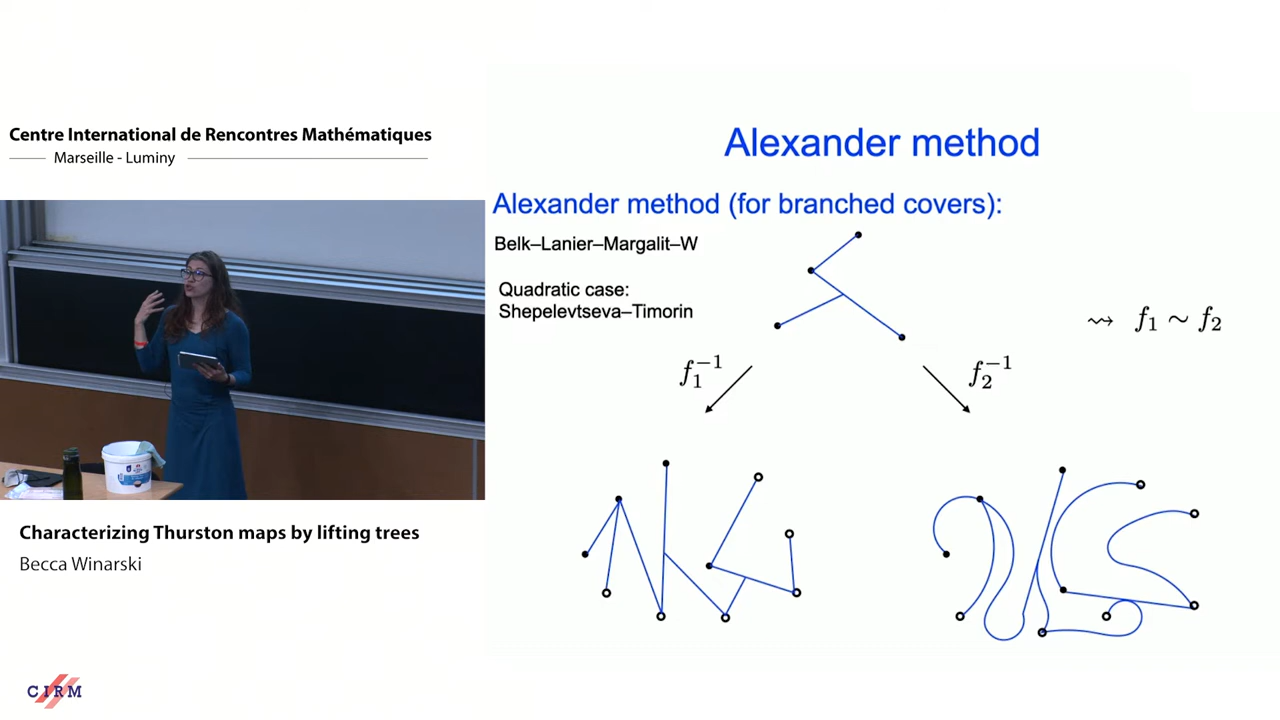 Centre International de Rencontres Mathématiques
Marseille - Luminy
Alexander method
Alexander method (for branched covers):
Belk–Lanier–Margalit–W
Quadratic case:
Shepelevtseva–Timorin
⇝ f₁ ∼ f₂
f₁⁻¹
f₂⁻¹
Characterizing Thurston maps by lifting trees
Becca Winarski
CIRM